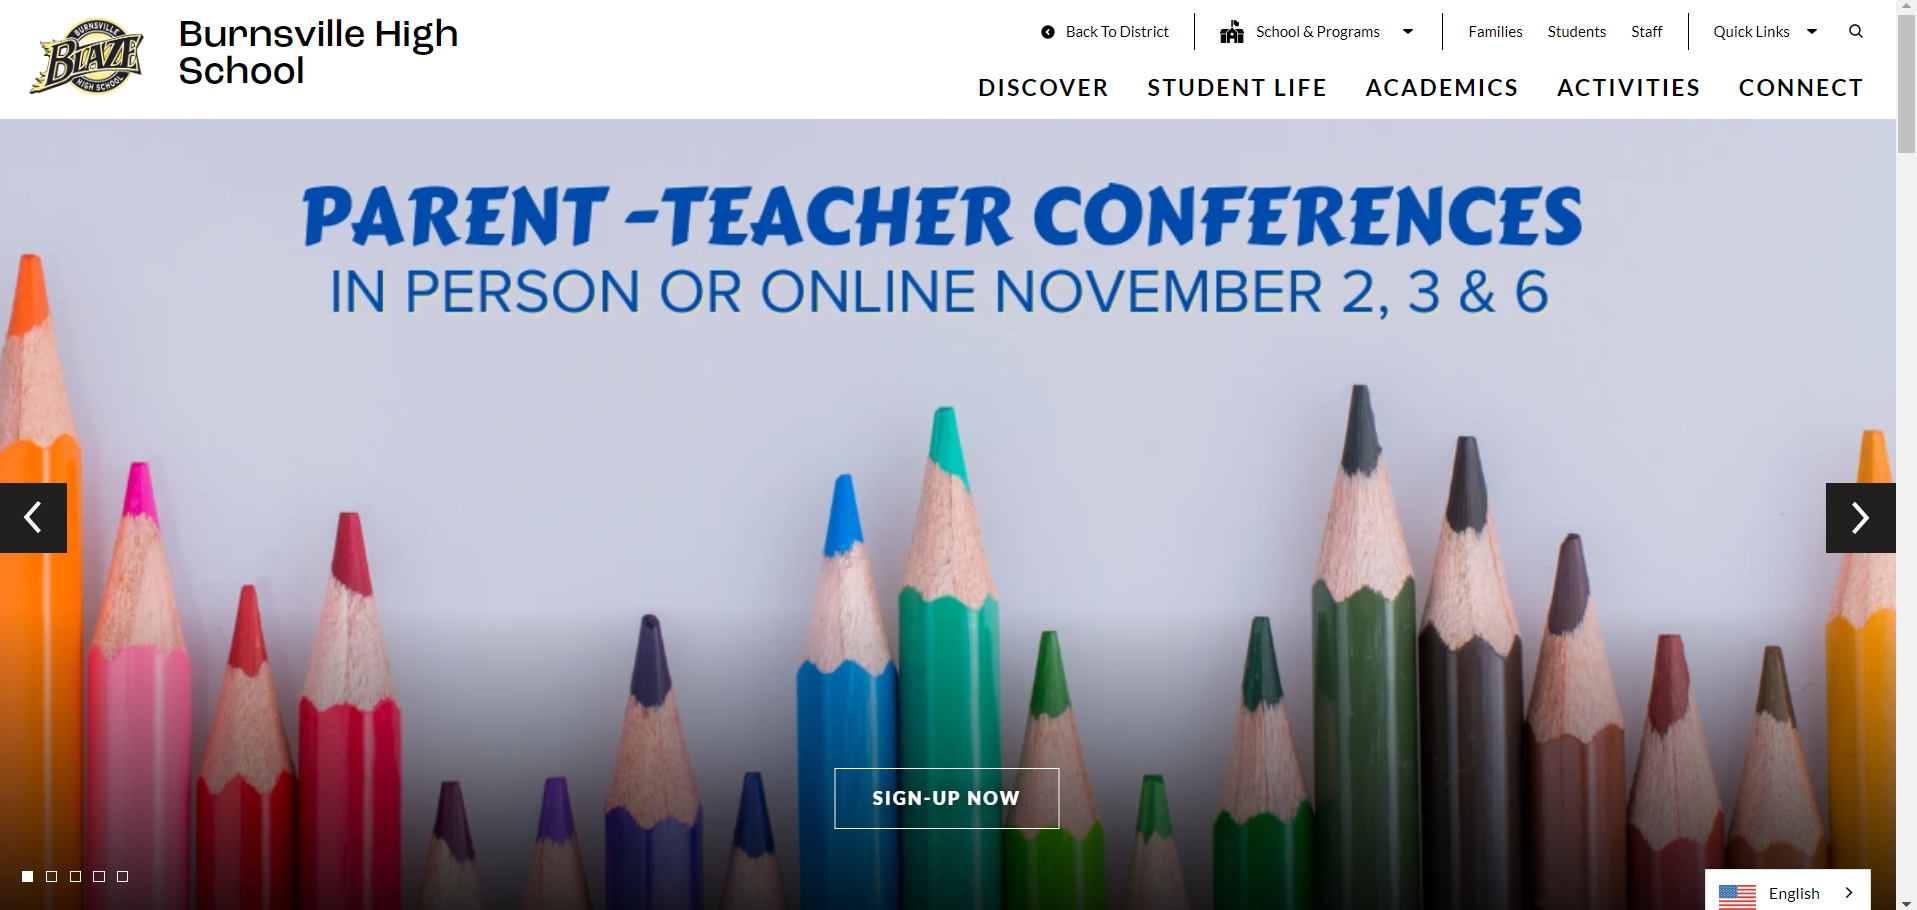 BURNSVILLE
BLAZE
HIGH SCHOOL
Burnsville High
School
Back To District
School & Programs
Families
Students
Staff
Quick Links
DISCOVER
STUDENT LIFE
ACADEMICS
ACTIVITIES
CONNECT
PARENT -TEACHER CONFERENCES
IN PERSON OR ONLINE NOVEMBER 2, 3 & 6
SIGN-UP NOW
English